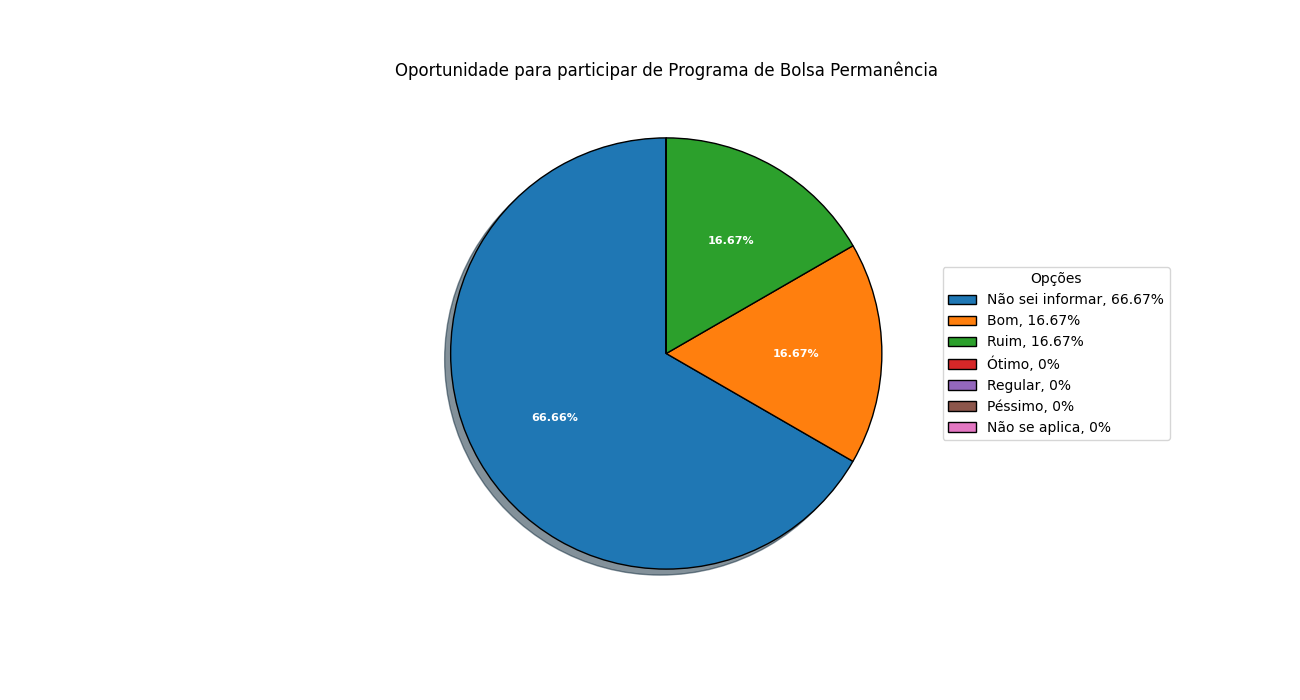 Oportunidade para participar de Programa de Bolsa Permanência
16.67%
16.67%
66.66%
Opções
Não sei informar, 66.67%
Bom, 16.67%
Ruim, 16.67%
Ótimo, 0%
Regular, 0%
Péssimo, 0%
Não se aplica, 0%